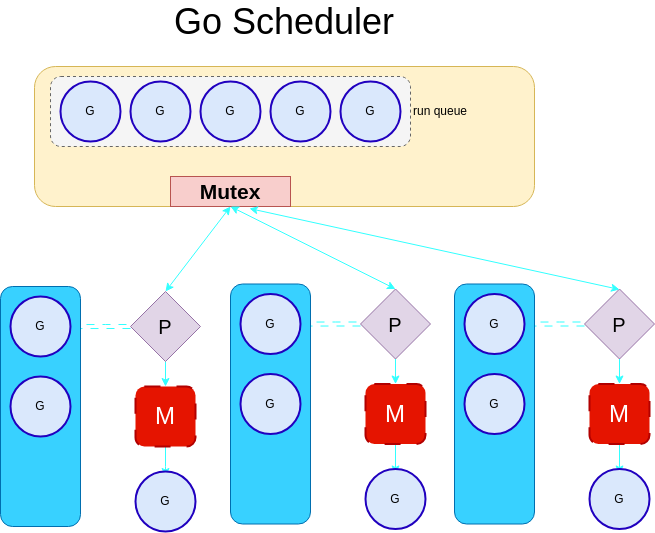 Go Scheduler
G G G G G run queue
Mutex
G P G P G P
G M G M G M
G G G